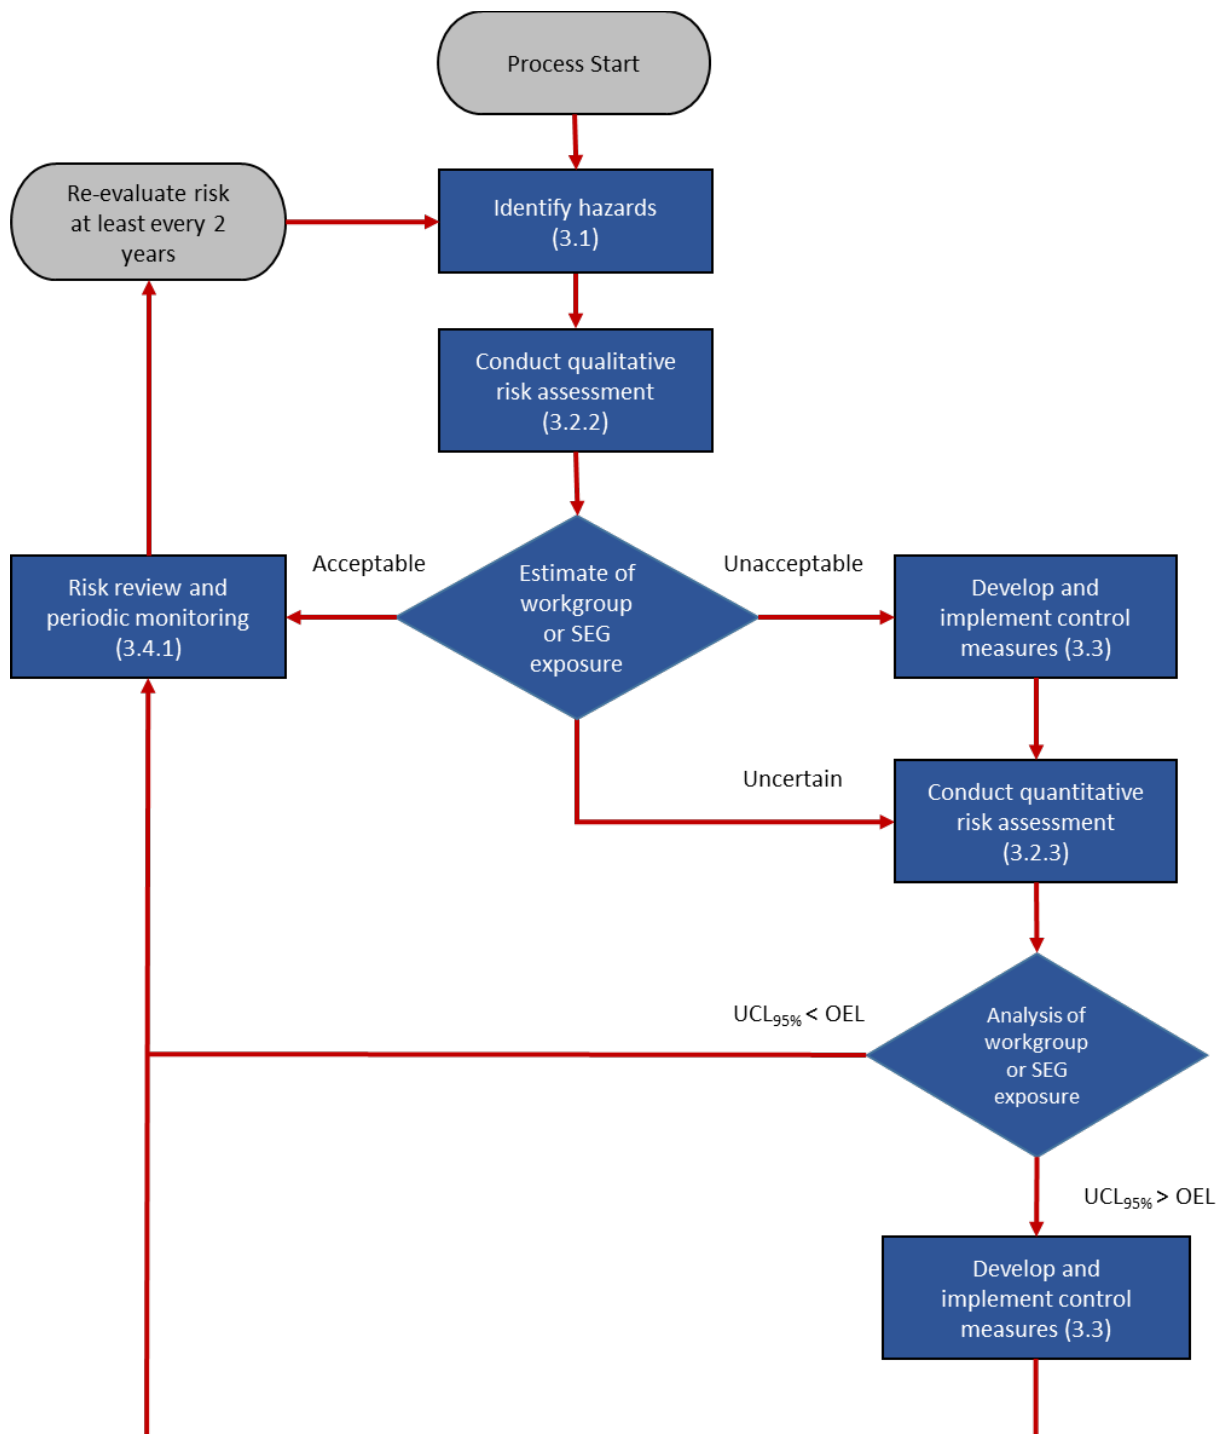 Process Start
Re-evaluate risk
at least every 2
years
Identify hazards
(3.1)
Conduct qualitative
risk assessment
(3.2.2)
Acceptable
Unacceptable
Risk review and
periodic monitoring
(3.4.1)
Estimate of
workgroup
or SEG
exposure
Develop and
implement control
measures (3.3)
Uncertain
Conduct quantitative
risk assessment
(3.2.3)
UCL95% < OEL
Analysis of
workgroup
or SEG
exposure
UCL95% > OEL
Develop and
implement control
measures (3.3)